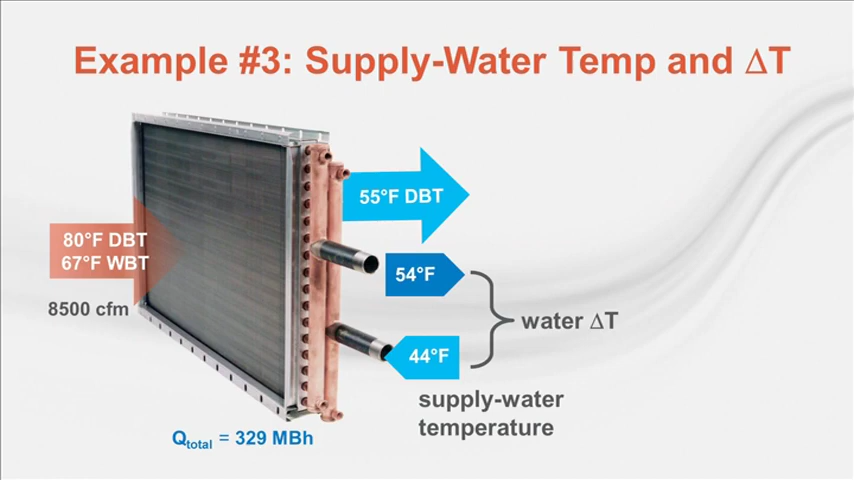 Example #3: Supply-Water Temp and ΔT
55°F DBT
80°F DBT
67°F WBT
54°F
8500 cfm
water ΔT
44°F
supply-water
temperature
Qtotal = 329 MBh